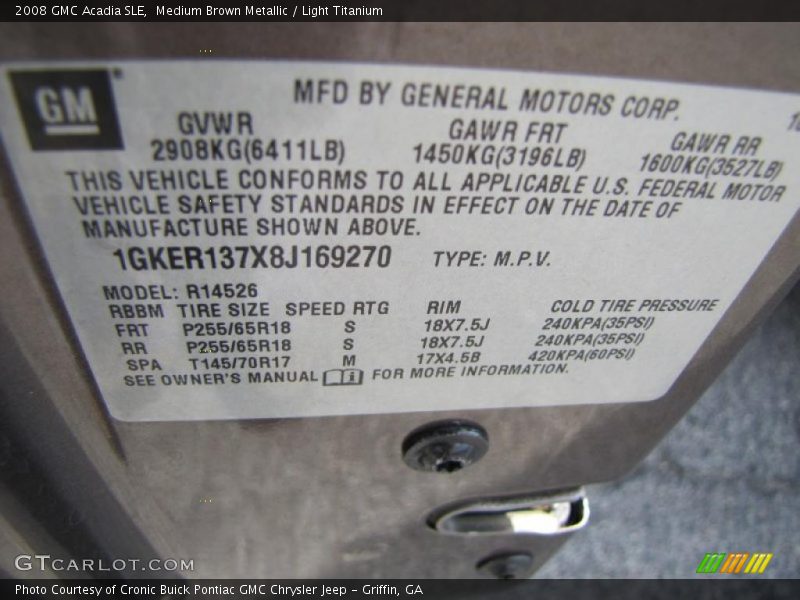 2008 GMC Acadia SLE,  Medium Brown Metallic / Light Titanium
GM
MFD BY GENERAL MOTORS CORP.
GVWR GAWR FRT GAWR RR
2908KG(6411LB) 1450KG(3196LB) 1600KG(3527LB)
THIS VEHICLE CONFORMS TO ALL APPLICABLE U.S. FEDERAL MOTOR
VEHICLE SAFETY STANDARDS IN EFFECT ON THE DATE OF
MANUFACTURE SHOWN ABOVE.
1GKER137X8J169270 TYPE: M.P.V.
MODEL: R14526
RBBM TIRE SIZE SPEED RTG RIM COLD TIRE PRESSURE
FRT P255/65R18 S 18X7.5J 240KPA(35PSI)
RR P255/65R18 S 18X7.5J 240KPA(35PSI)
SPA T145/70R17 M 17X4.5B 420KPA(60PSI)
SEE OWNER'S MANUAL FOR MORE INFORMATION.
GTCARLOT.COM
Photo Courtesy of Cronic Buick Pontiac GMC Chrysler Jeep – Griffin, GA